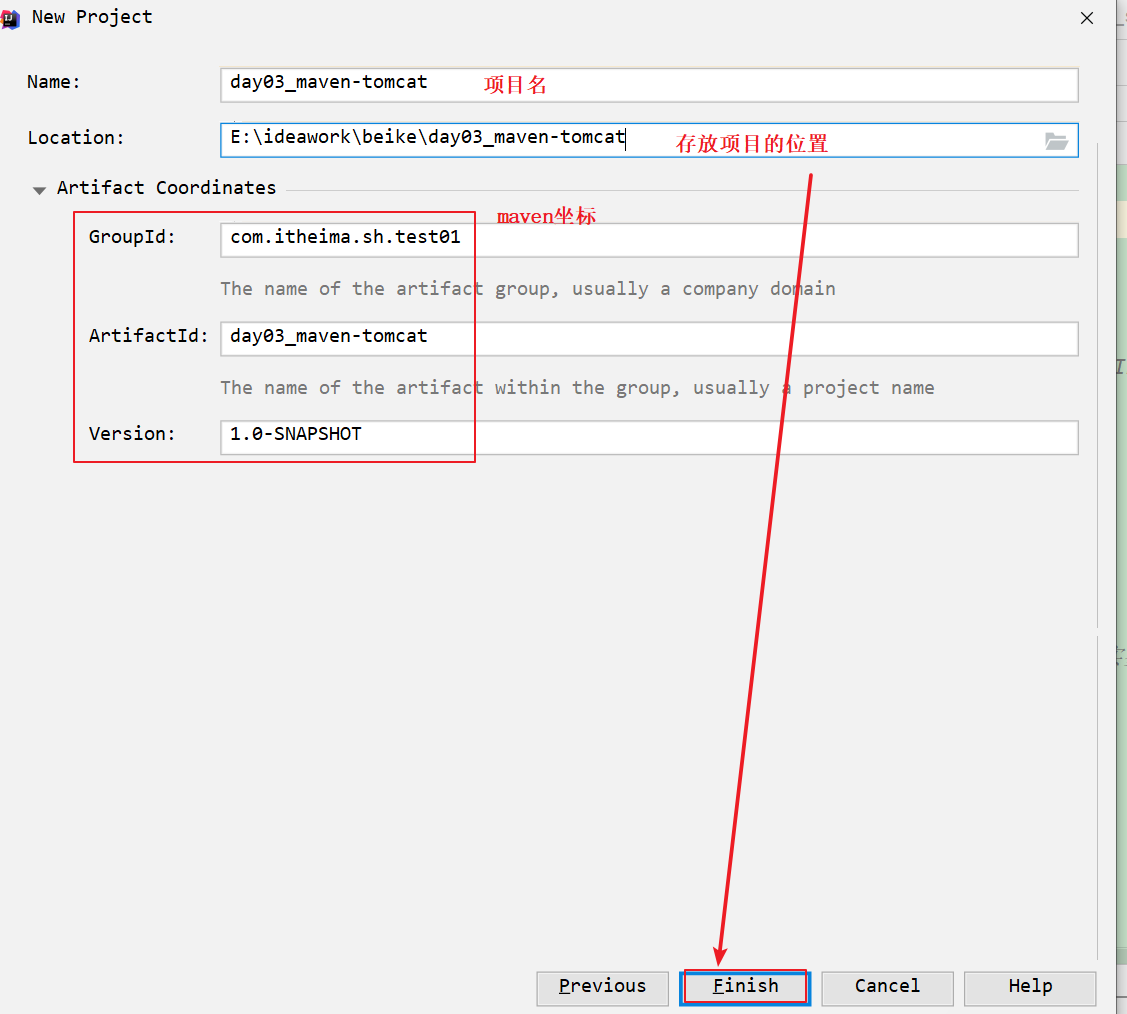 New Project
Name: day03_maven-tomcat 项目名
Location: E:\ideawork\beike\day03_maven-tomcat 存放项目的位置
Artifact Coordinates
maven坐标
GroupId: com.itheima.sh.test01
The name of the artifact group, usually a company domain
ArtifactId: day03_maven-tomcat
The name of the artifact within the group, usually a project name
Version: 1.0-SNAPSHOT
Previous Finish Cancel Help